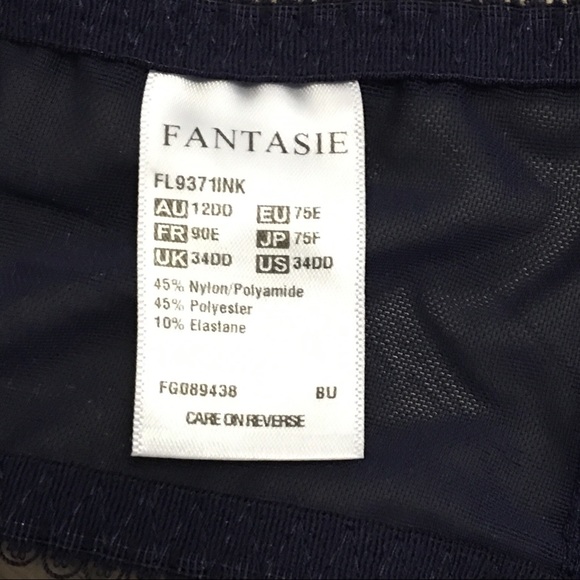 FANTASIE
FL9371INK
AU 12DD EU 75E
FR 90E JP 75F
UK 34DD US 34DD
45% Nylon/Polyamide
45% Polyester
10% Elastane
FG089438 BU
CARE ON REVERSE